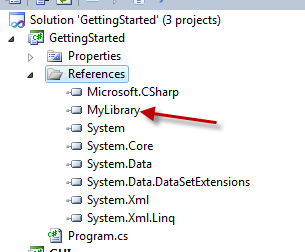 Solution 'GettingStarted' (3 projects)
GettingStarted
Properties
References
Microsoft.CSharp
MyLibrary
System
System.Core
System.Data
System.Data.DataSetExtensions
System.Xml
System.Xml.Linq
Program.cs